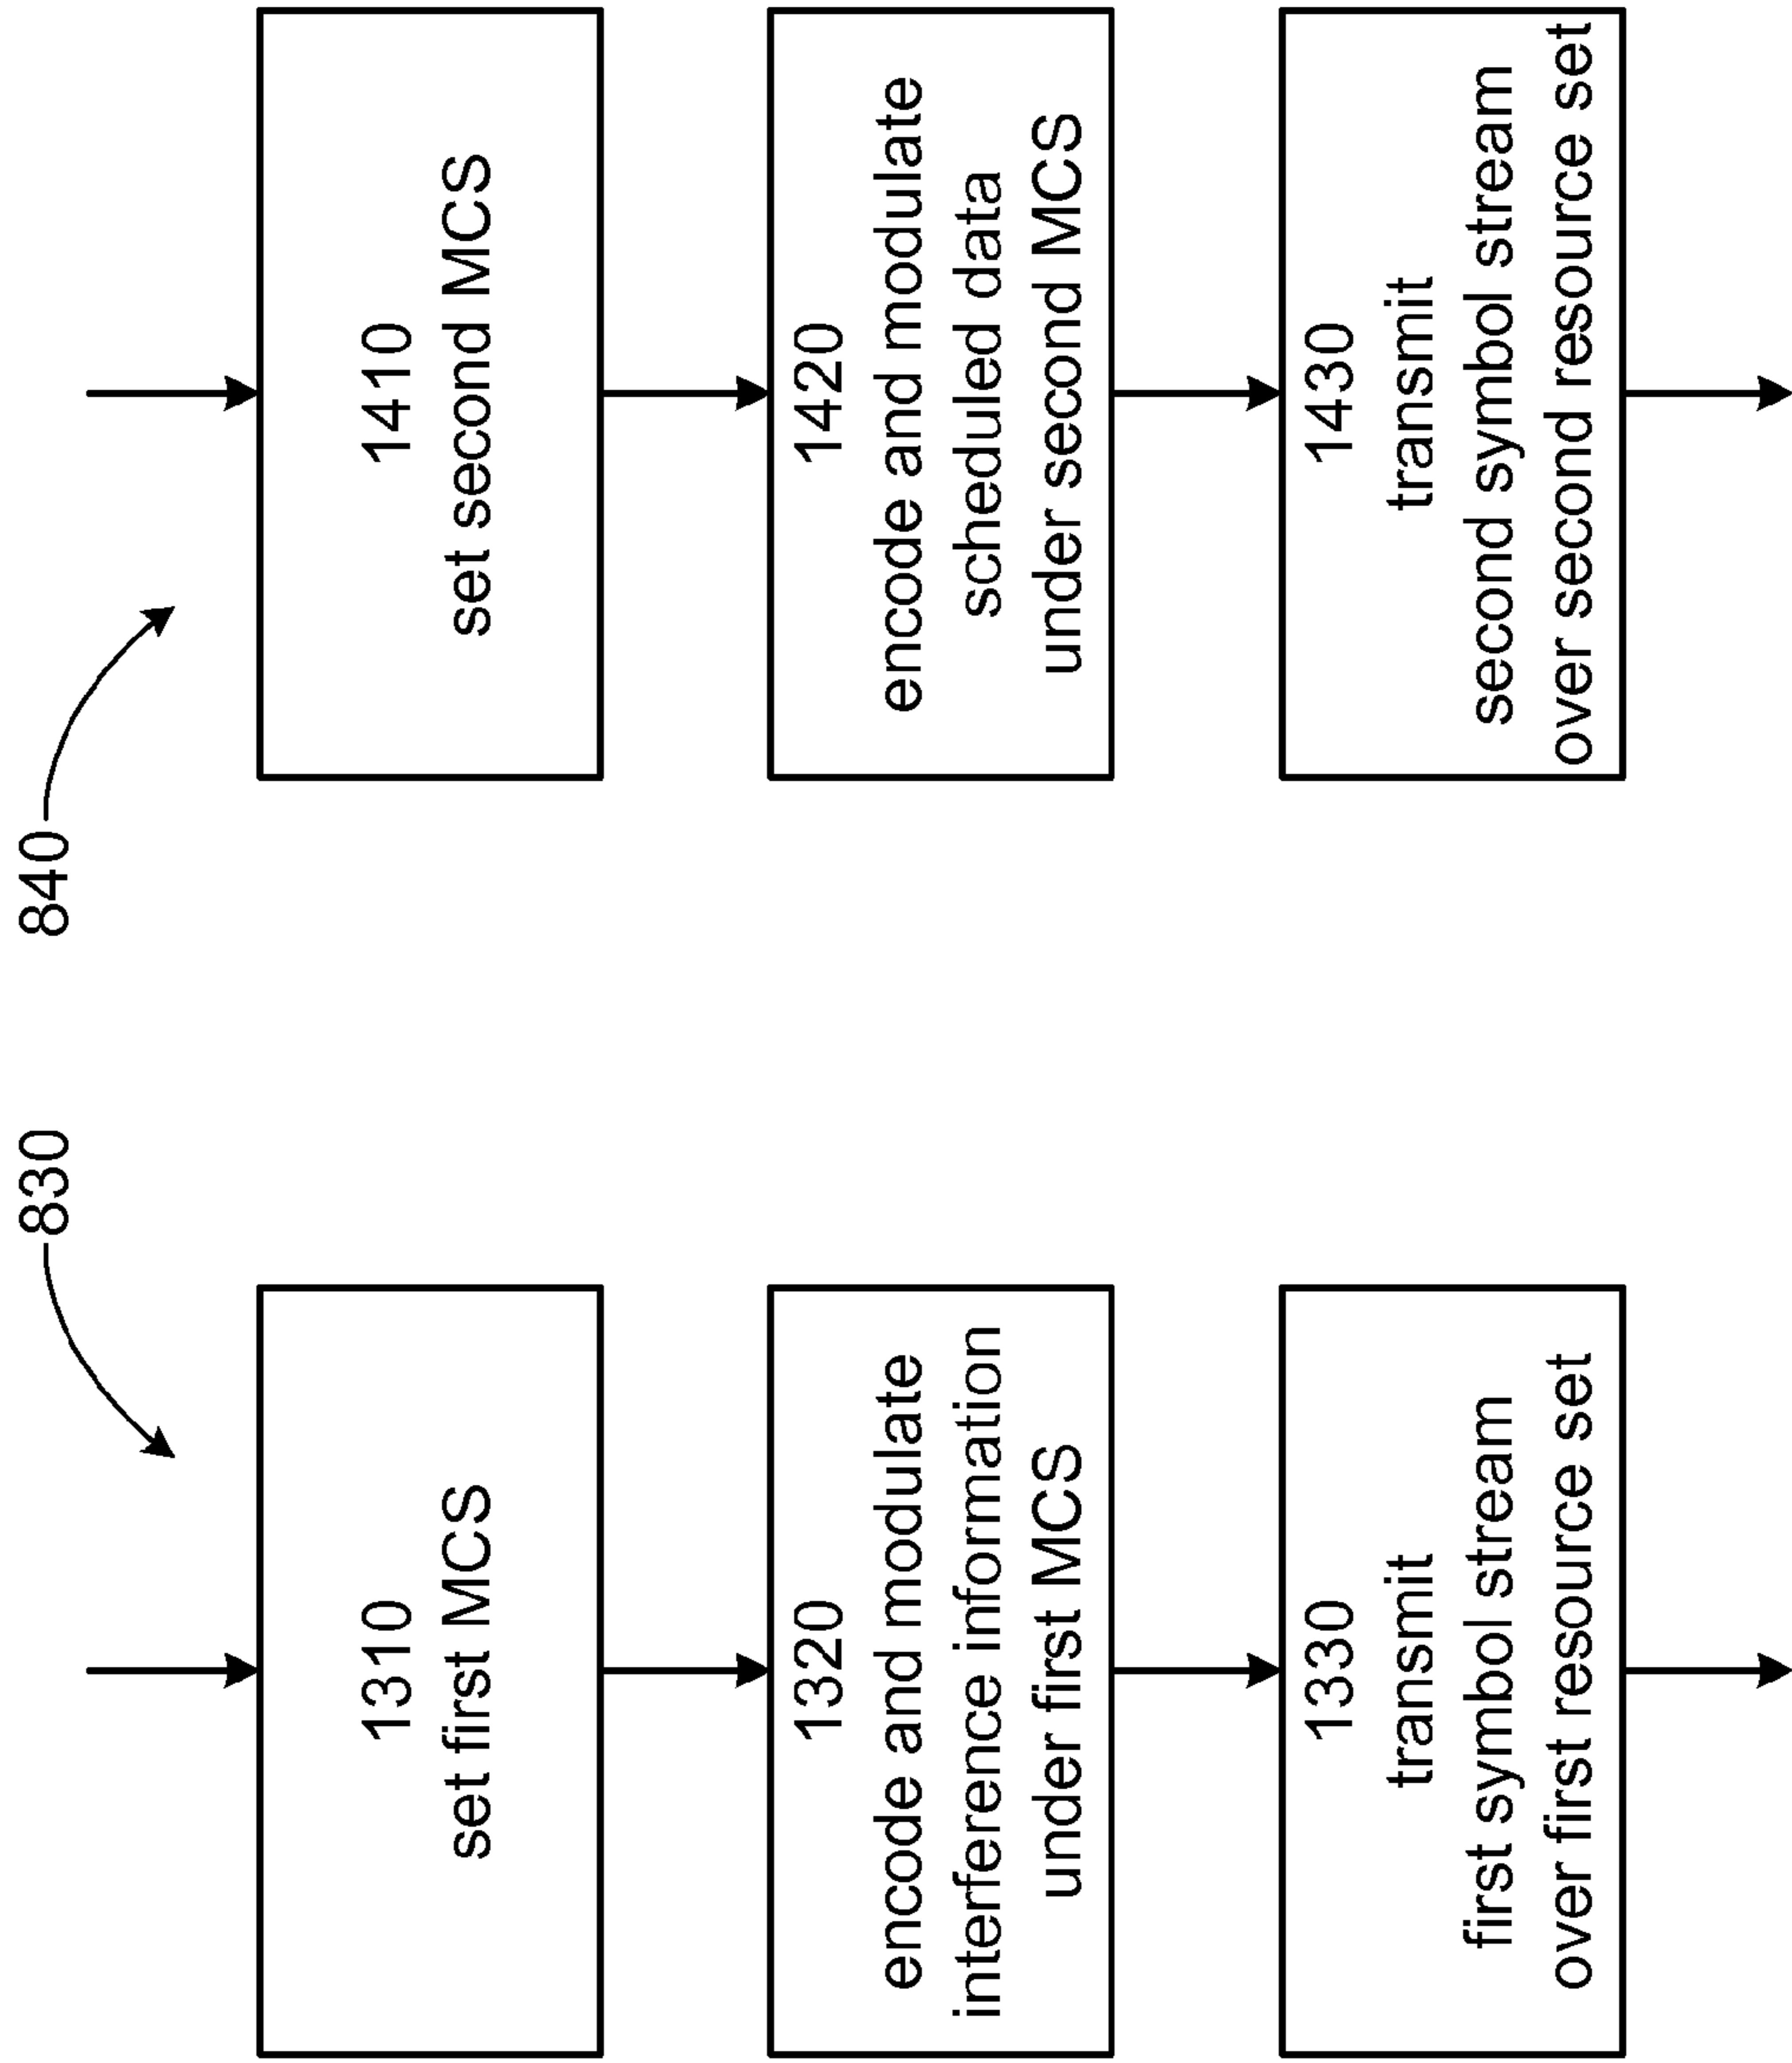 830
1310
set first MCS
1320
encode and modulate
interference information
under first MCS
1330
transmit
first symbol stream
over first resource set
840
1410
set second MCS
1420
encode and modulate
scheduled data
under second MCS
1430
transmit
second symbol stream
over second resource set